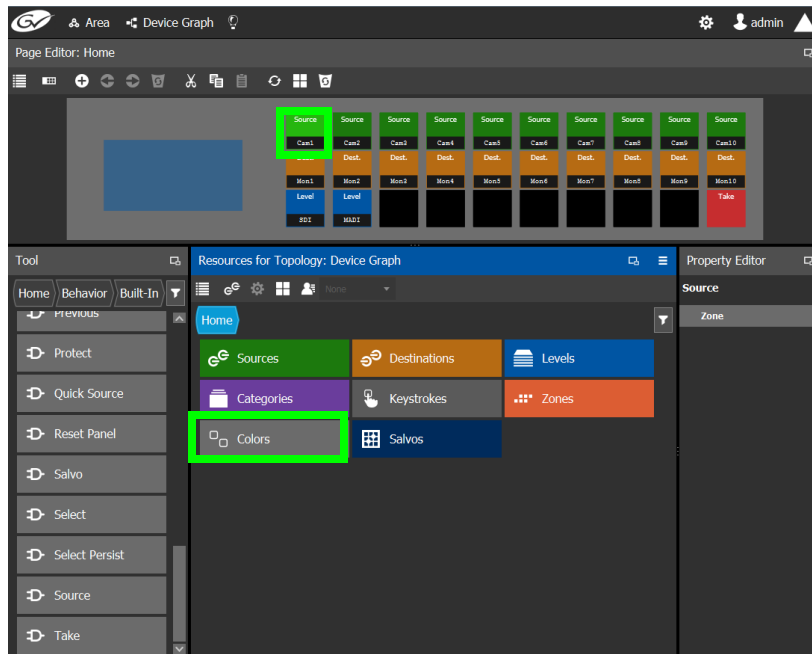 GV Area Device Graph admin
Page Editor: Home
Source Source Source Source Source Source Source Source Source Source
Cam1 Cam2 Cam3 Cam4 Cam5 Cam6 Cam7 Cam8 Cam9 Cam10
Dest. Dest. Dest. Dest. Dest. Dest. Dest. Dest. Dest.
Mon1 Mon2 Mon3 Mon4 Mon5 Mon6 Mon7 Mon8 Mon9 Mon10
Level Level Take
SDI MADI
Tool
Home Behavior Built-In
Previous
Protect
Quick Source
Reset Panel
Salvo
Select
Select Persist
Source
Take
Resources for Topology: Device Graph
None
Home
Sources Destinations Levels
Categories Keystrokes Zones
Colors Salvos
Property Editor
Source
Zone